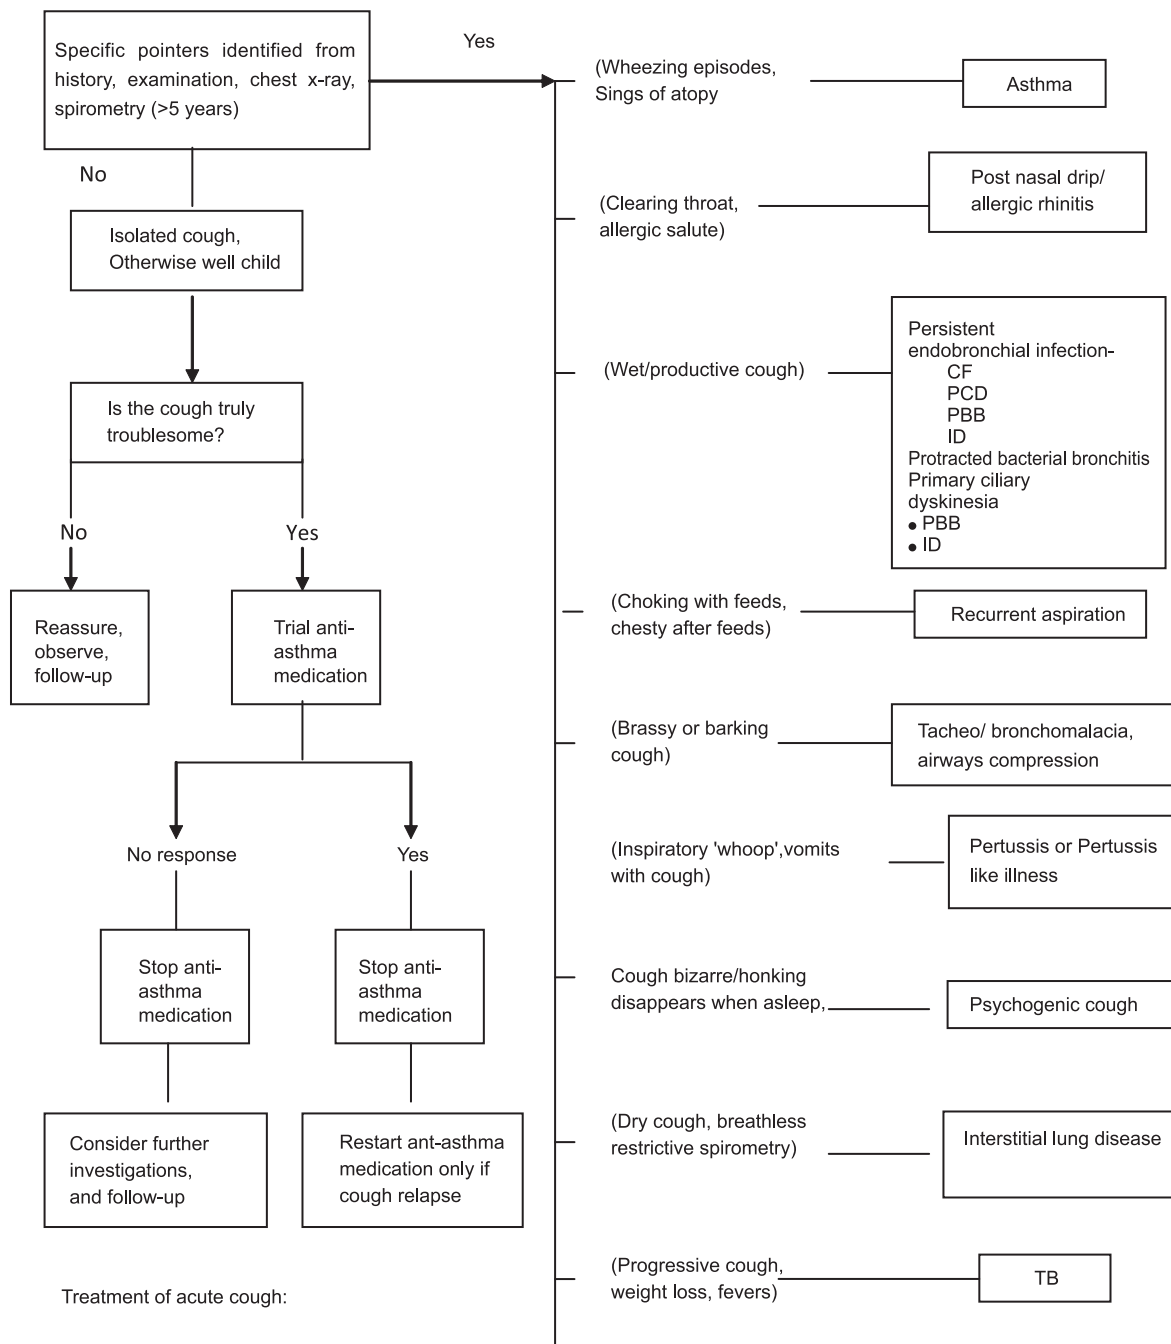 Specific pointers identified from
history, examination, chest x-ray,
spirometry (>5 years)
Yes
No
Isolated cough,
Otherwise well child
Is the cough truly
troublesome?
No
Yes
Reassure,
observe,
follow-up
Trial anti-
asthma
medication
No response
Yes
Stop anti-
asthma
medication
Stop anti-
asthma
medication
Consider further
investigations,
and follow-up
Restart ant-asthma
medication only if
cough relapse
Treatment of acute cough:
(Wheezing episodes,
Sings of atopy
Asthma
(Clearing throat,
allergic salute)
Post nasal drip/
allergic rhinitis
(Wet/productive cough)
Persistent
endobronchial infection-
CF
PCD
PBB
ID
Protracted bacterial bronchitis
Primary ciliary
dyskinesia
● PBB
● ID
(Choking with feeds,
chesty after feeds)
Recurrent aspiration
(Brassy or barking
cough)
Tacheo/ bronchomalacia,
airways compression
(Inspiratory 'whoop',vomits
with cough)
Pertussis or Pertussis
like illness
Cough bizarre/honking
disappears when asleep,
Psychogenic cough
(Dry cough, breathless
restrictive spirometry)
Interstitial lung disease
(Progressive cough,
weight loss, fevers)
TB